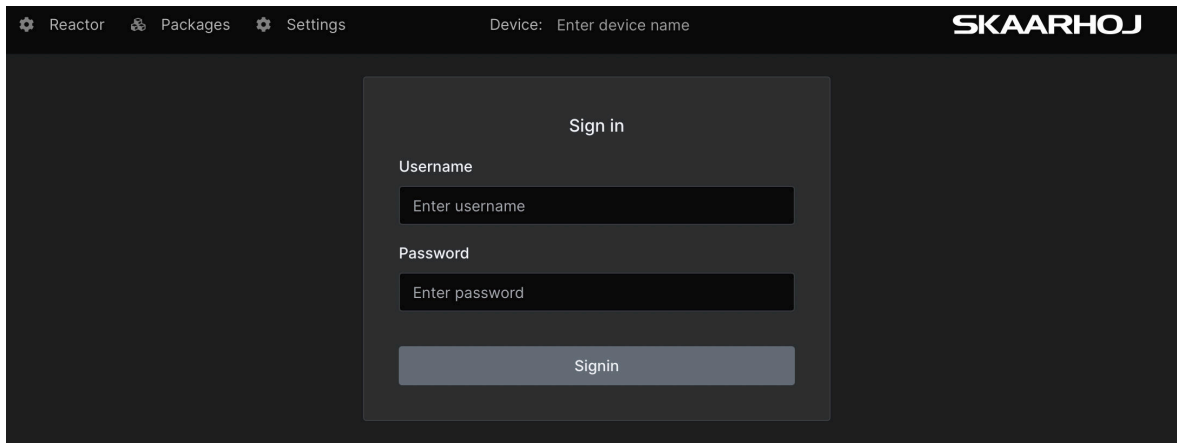 Reactor Packages Settings Device: Enter device name SKAARHOJ
Sign in
Username
Enter username
Password
Enter password
Signin